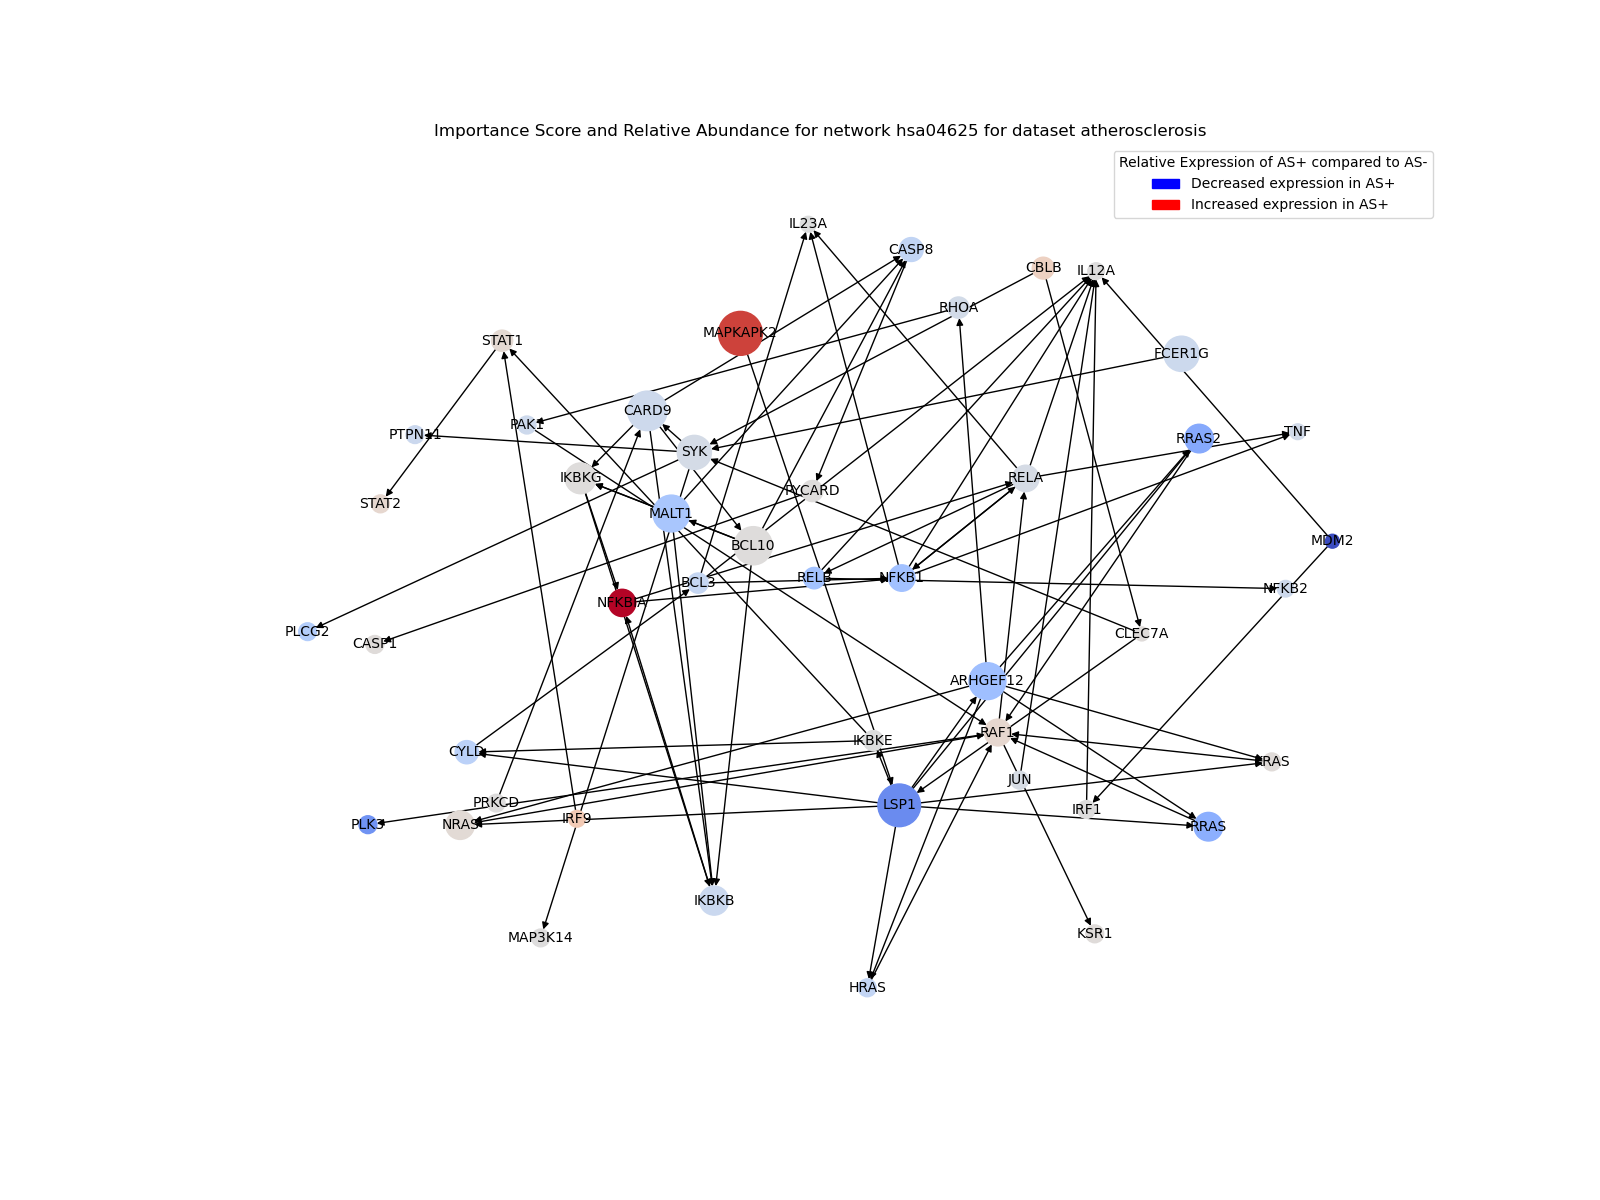 Importance Score and Relative Abundance for network hsa04625 for dataset atherosclerosis
Relative Expression of AS+ compared to AS-
Decreased expression in AS+
Increased expression in AS+
IL23A
CASP8
CBLB
IL12A
RHOA
MAPKAPK2
STAT1
FCER1G
CARD9
PAK1
PTPN11
TNF
RRAS2
SYK
IKBKG
RELA
PYCARD
STAT2
MALT1
MDM2
BCL10
RELB
NFKB1
BCL3
NFKB2
NFKBIA
PLCG2
CLEC7A
CASP1
ARHGEF12
RAF1
IKBKE
CYLD
KRAS
JUN
PRKCD
LSP1
IRF1
IRF9
PLK3
NRAS
RRAS
IKBKB
KSR1
MAP3K14
HRAS